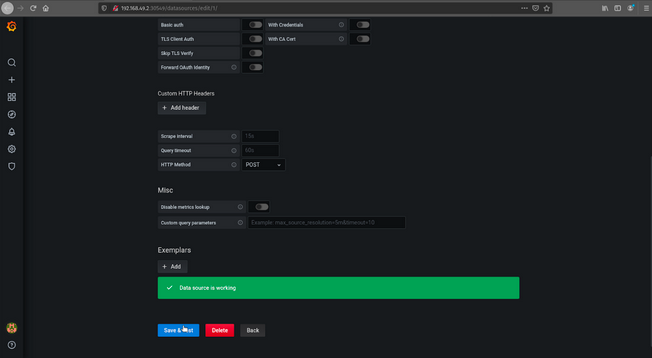 192.168.49.2:30549/datasources/edit/1/
Basic auth
With Credentials
TLS Client Auth
With CA Cert
Skip TLS Verify
Forward OAuth Identity
Custom HTTP Headers
+ Add header
Scrape interval
15s
Query timeout
60s
HTTP Method
POST
Misc
Disable metrics lookup
Custom query parameters
Example: max_source_resolution=5m&timeout=10
Exemplars
+ Add
Data source is working
Save & test
Delete
Back